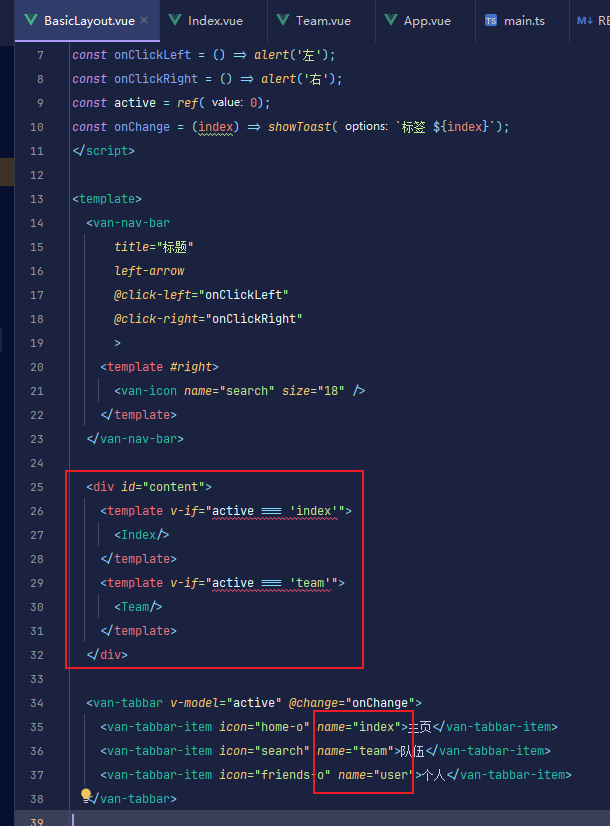 BasicLayout.vue × Index.vue Team.vue App.vue TS main.ts M↓ RE
7 const onClickLeft = () => alert('左');
8 const onClickRight = () => alert('右');
9 const active = ref( value: 0);
10 const onChange = (index) => showToast( options: `标签 ${index}`);
11 </script>
12
13 <template>
14 <van-nav-bar
15 title="标题"
16 left-arrow
17 @click-left="onClickLeft"
18 @click-right="onClickRight"
19 >
20 <template #right>
21 <van-icon name="search" size="18" />
22 </template>
23 </van-nav-bar>
24
25 <div id="content">
26 <template v-if="active === 'index'">
27 <Index/>
28 </template>
29 <template v-if="active === 'team'">
30 <Team/>
31 </template>
32 </div>
33
34 <van-tabbar v-model="active" @change="onChange">
35 <van-tabbar-item icon="home-o" name="index">主页</van-tabbar-item>
36 <van-tabbar-item icon="search" name="team">队伍</van-tabbar-item>
37 <van-tabbar-item icon="friends-o" name="user">个人</van-tabbar-item>
38 </van-tabbar>
39